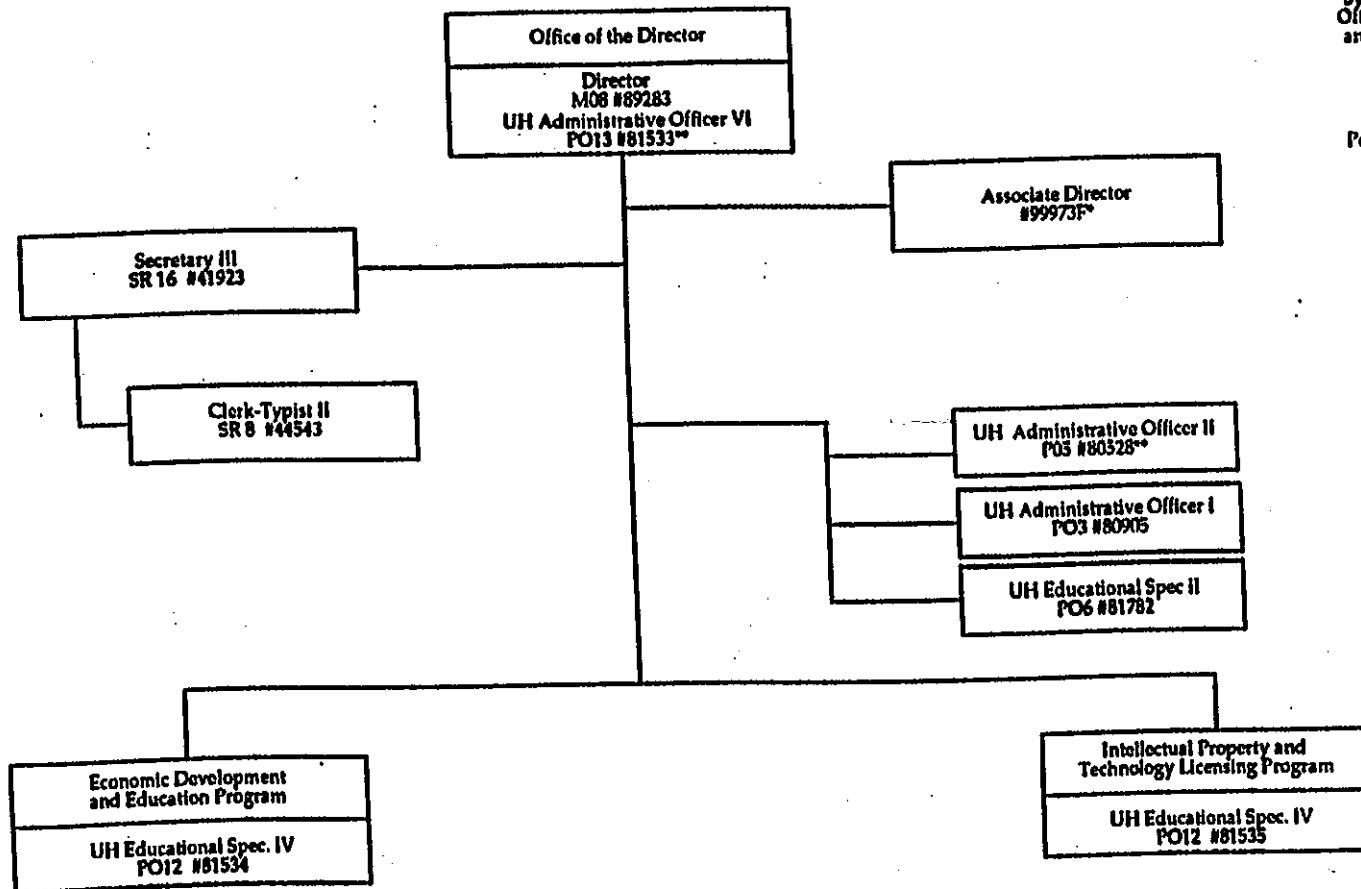 Office of the Director
Director
M08 #89283
UH Administrative Officer VI
PO13 #81533**
Associate Director
#99973F*
Secretary III
SR 16 #41923
Clerk-Typist II
SR 8 #44543
UH Administrative Officer II
PO5 #80328**
UH Administrative Officer I
PO3 #80905
UH Educational Spec II
PO6 #81782
Economic Development
and Education Program
UH Educational Spec. IV
PO12 #81534
Intellectual Property and
Technology Licensing Program
UH Educational Spec. IV
PO12 #81535